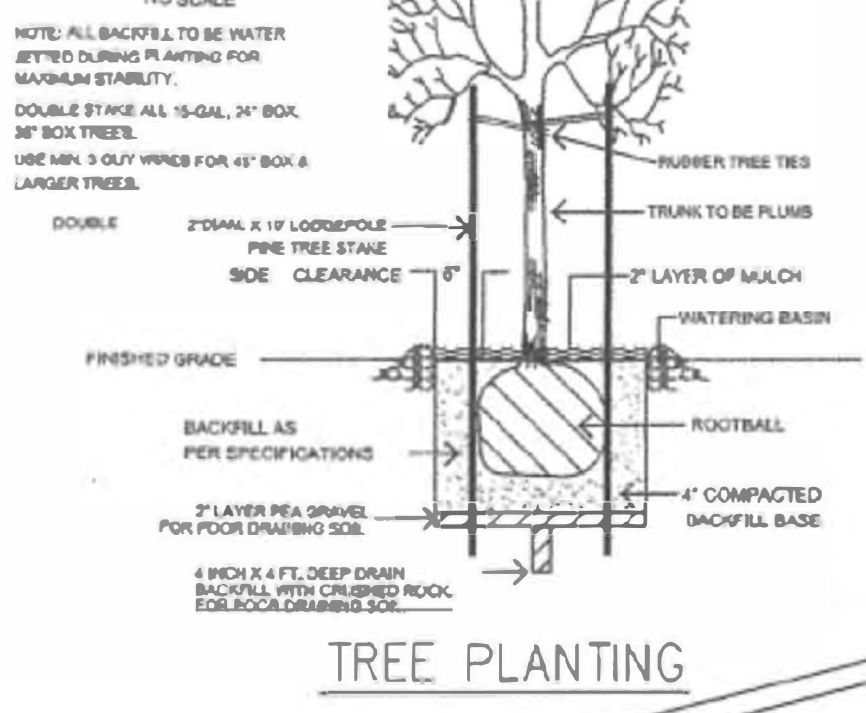 NO SCALE
NOTE: ALL BACKFILL TO BE WATER
JETTED DURING PLANTING FOR
MAXIMUM STABILITY.
DOUBLE STAKE ALL 15-GAL, 24" BOX,
36" BOX TREES.
USE MIN. 3 GUY WIRES FOR 48" BOX &
LARGER TREES.
DOUBLE
2" DIAM. X 10' LODGEPOLE
PINE TREE STAKE
SIDE CLEARANCE 6"
RUBBER TREE TIES
TRUNK TO BE PLUMB
2" LAYER OF MULCH
WATERING BASIN
FINISHED GRADE
BACKFILL AS
PER SPECIFICATIONS
ROOTBALL
2" LAYER PEA GRAVEL
FOR POOR DRAINING SOIL
4" COMPACTED
BACKFILL BASE
4 INCH X 4 FT. DEEP DRAIN
BACKFILL WITH CRUSHED ROCK
FOR POOR DRAINING SOIL.
TREE PLANTING